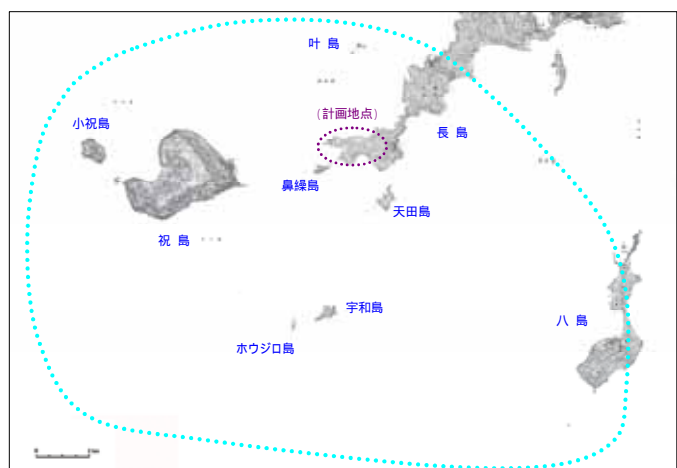 叶 島
小祝島
(計画地点)
長 島
鼻繰島
天田島
祝 島
宇和島
八 島
ホウジロ島